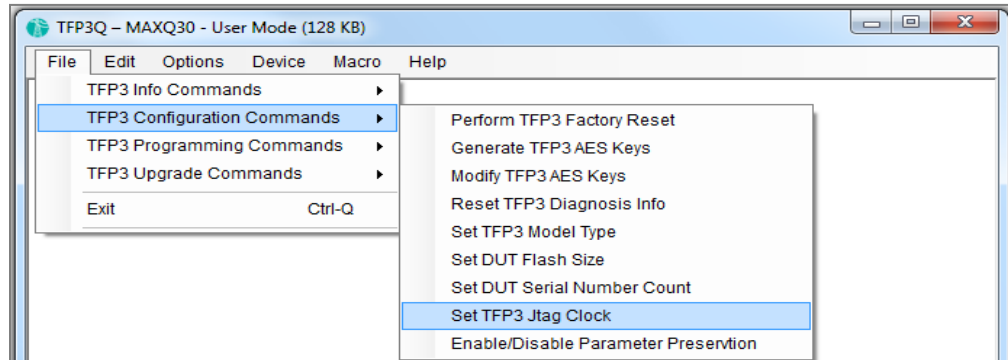 TFP3Q – MAXQ30 - User Mode (128 KB)
File Edit Options Device Macro Help
TFP3 Info Commands
TFP3 Configuration Commands
TFP3 Programming Commands
TFP3 Upgrade Commands
Exit Ctrl-Q
Perform TFP3 Factory Reset
Generate TFP3 AES Keys
Modify TFP3 AES Keys
Reset TFP3 Diagnosis Info
Set TFP3 Model Type
Set DUT Flash Size
Set DUT Serial Number Count
Set TFP3 Jtag Clock
Enable/Disable Parameter Preservtion